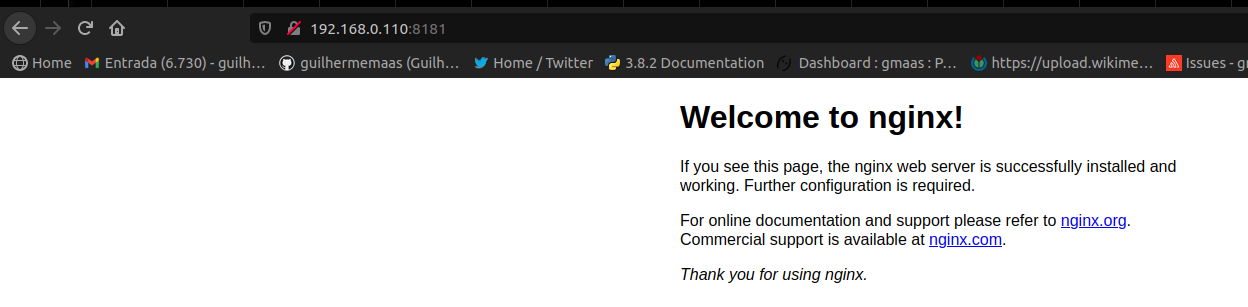 192.168.0.110:8181
Home Entrada (6.730) - guilh… guilhermemaas (Guilh… Home / Twitter 3.8.2 Documentation Dashboard : gmaas : P… https://upload.wikime… Issues - gr
Welcome to nginx!
If you see this page, the nginx web server is successfully installed and
working. Further configuration is required.
For online documentation and support please refer to nginx.org.
Commercial support is available at nginx.com.
Thank you for using nginx.